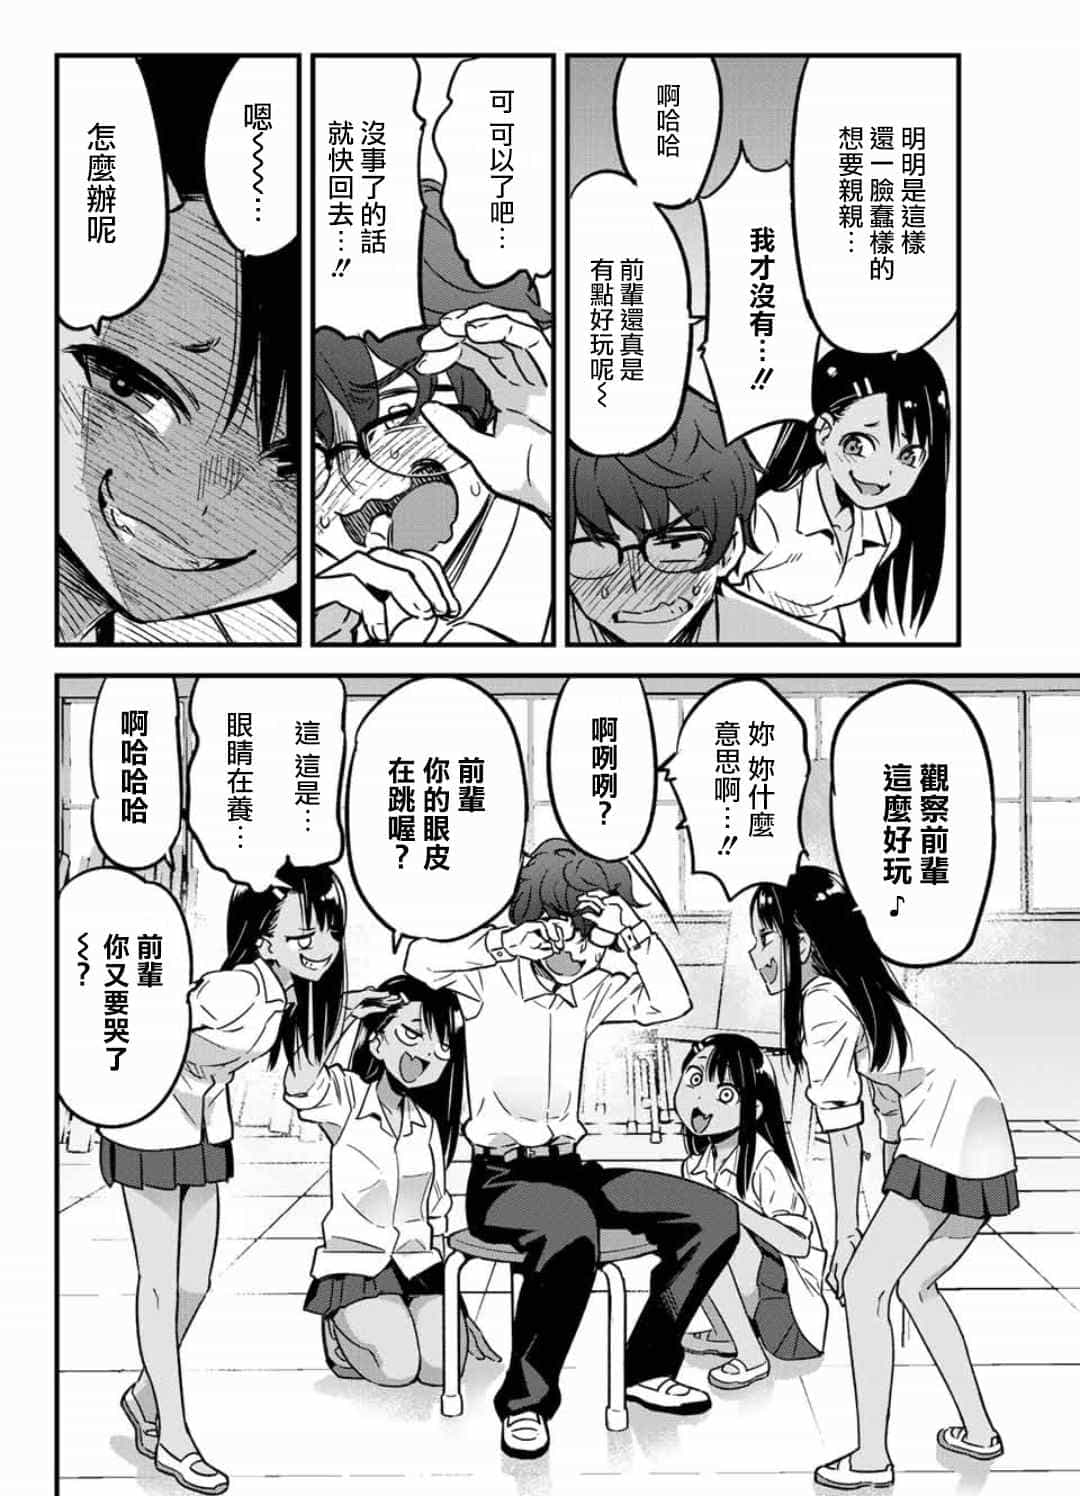 明明是這樣
還一臉蠢樣的
想要親親…
我才沒有…!!
啊哈哈
前輩還真是
有點好玩呢~
可 可以了吧…
沒事了的話
就快回去…!!
嗯~~~…
怎麼辦呢
觀察前輩
這麼好玩♪
妳 妳什麼
意思啊…!!
啊咧咧?
前輩
你的眼皮
在跳喔?
這 這是…
眼睛在養…
啊哈哈哈
前輩
你又要哭了
~?